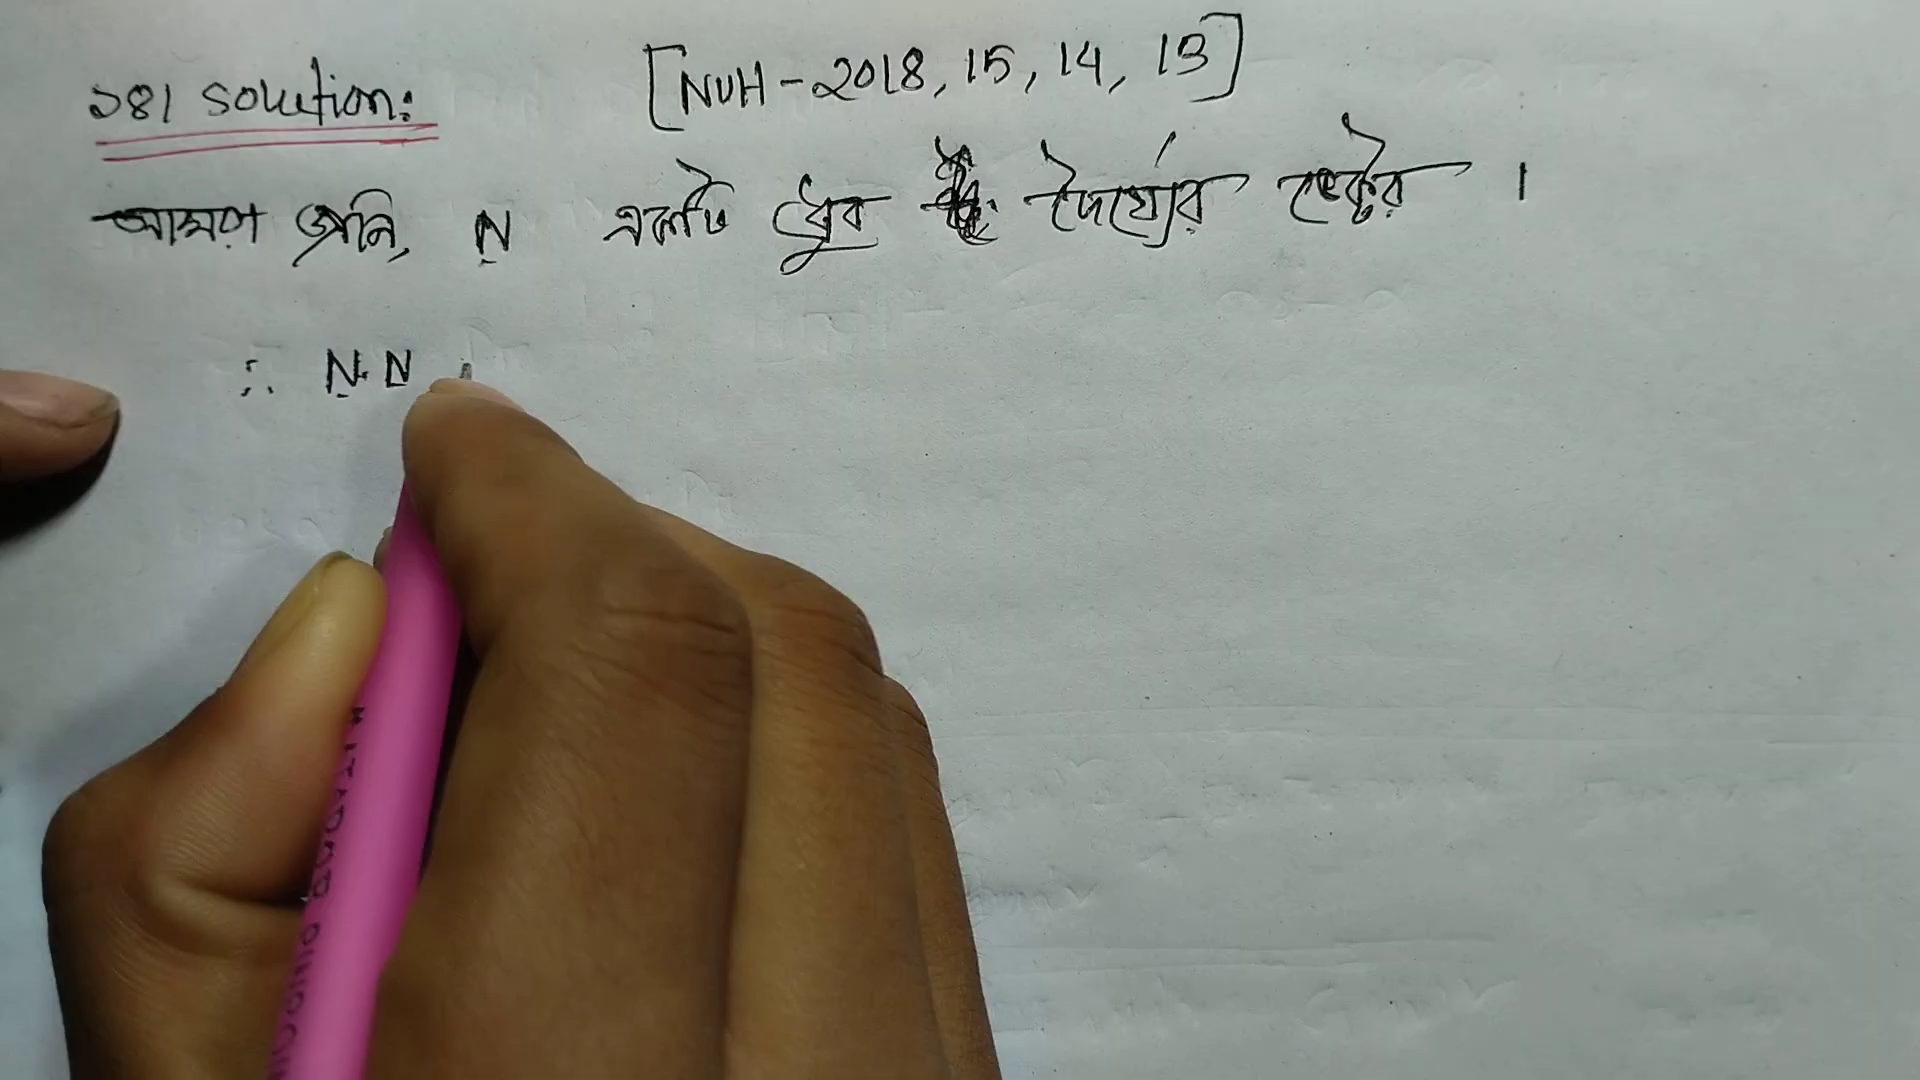 ১৪। Solution: [NUH-2018, 15, 14, 13]
আমরা জানি, N একটি ধ্রুব দৈর্ঘ্যের ভেক্টর ।
∴ N.N